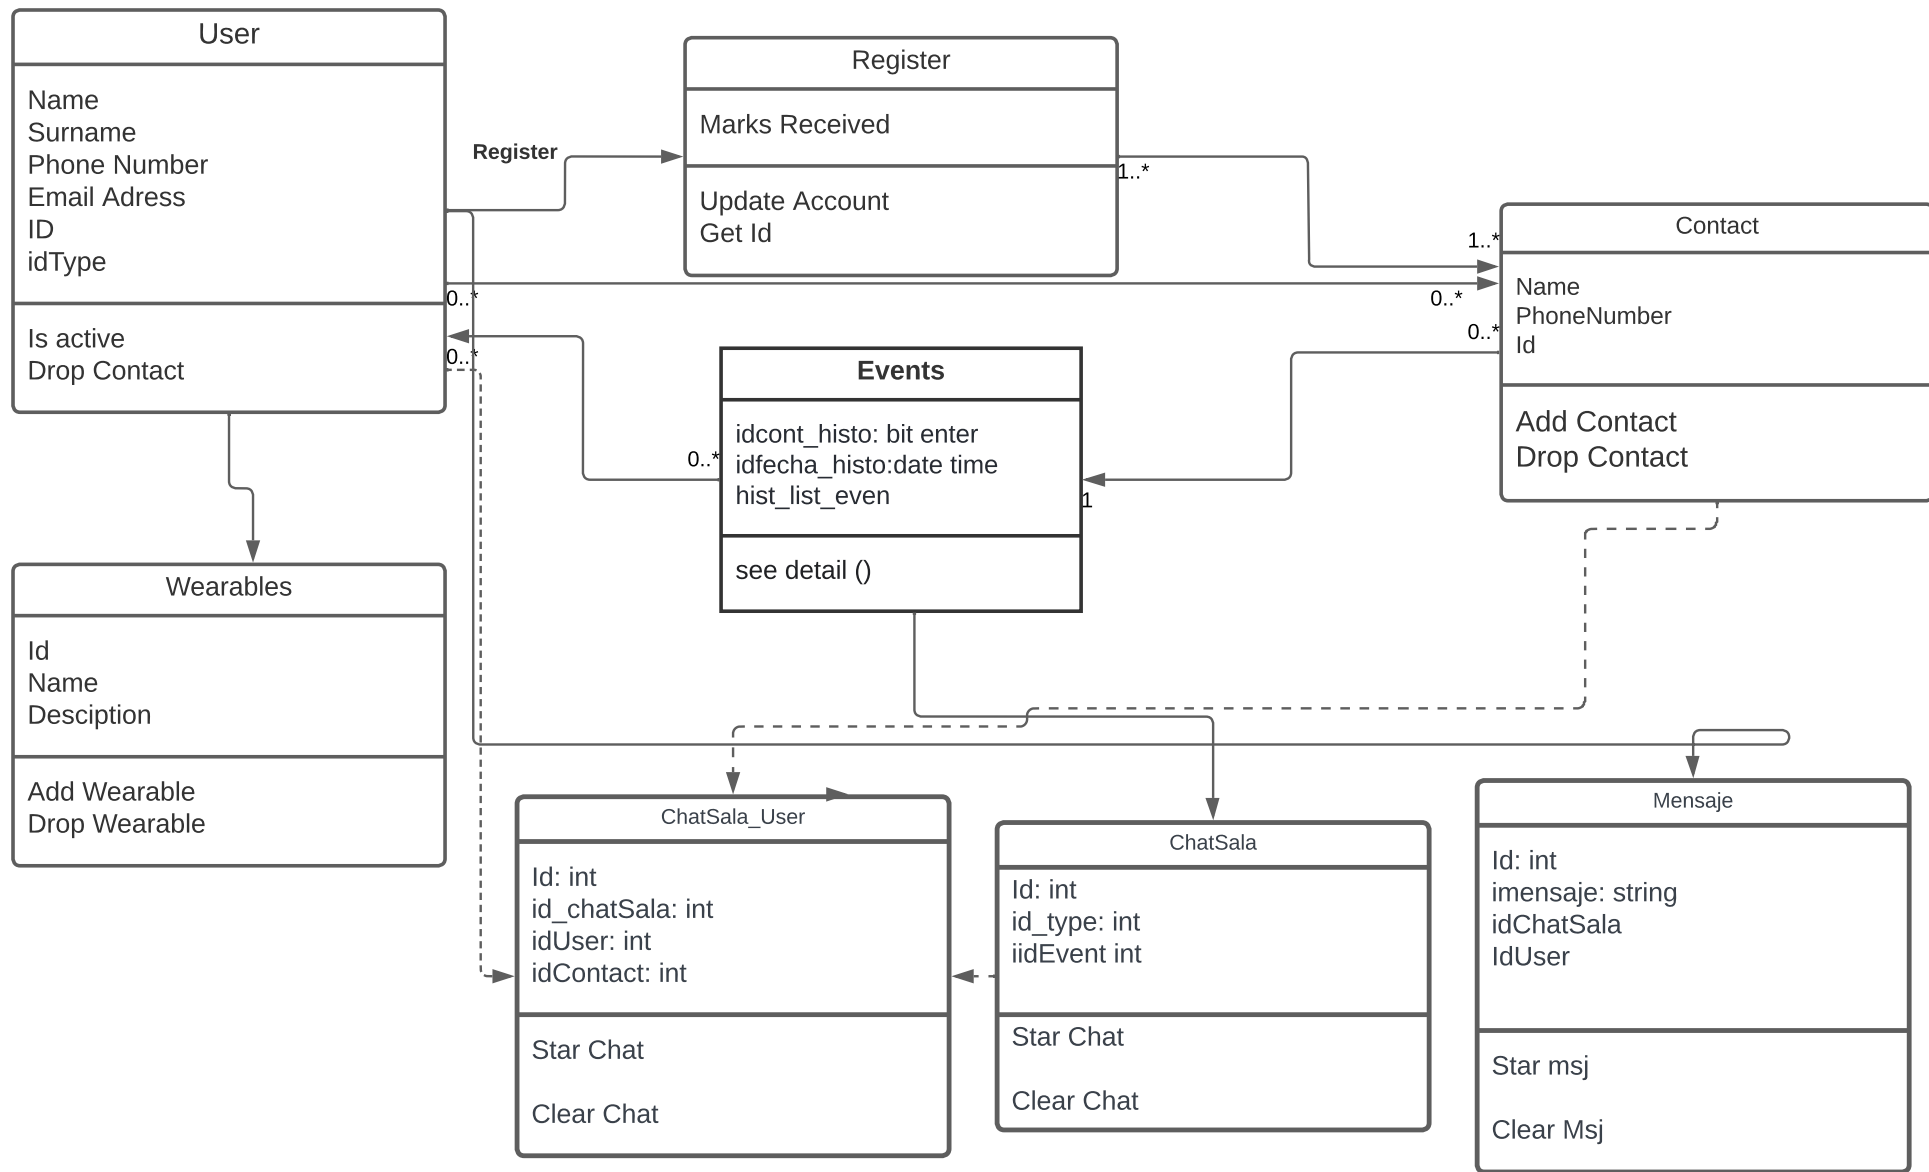 User
Name
Surname
Phone Number
Email Adress
ID
idType
Is active
Drop Contact
Register
Register
Marks Received
Update Account
Get Id
1..*
1..*
0..*
0..*
0..*
0..*
0..*
1
Contact
Name
PhoneNumber
Id
Add Contact
Drop Contact
Events
idcont_histo: bit enter
idfecha_histo:date time
hist_list_even
see detail ()
Wearables
Id
Name
Desciption
Add Wearable
Drop Wearable
ChatSala_User
Id: int
id_chatSala: int
idUser: int
idContact: int
Star Chat
Clear Chat
ChatSala
Id: int
id_type: int
iidEvent int
Star Chat
Clear Chat
Mensaje
Id: int
imensaje: string
idChatSala
IdUser
Star msj
Clear Msj